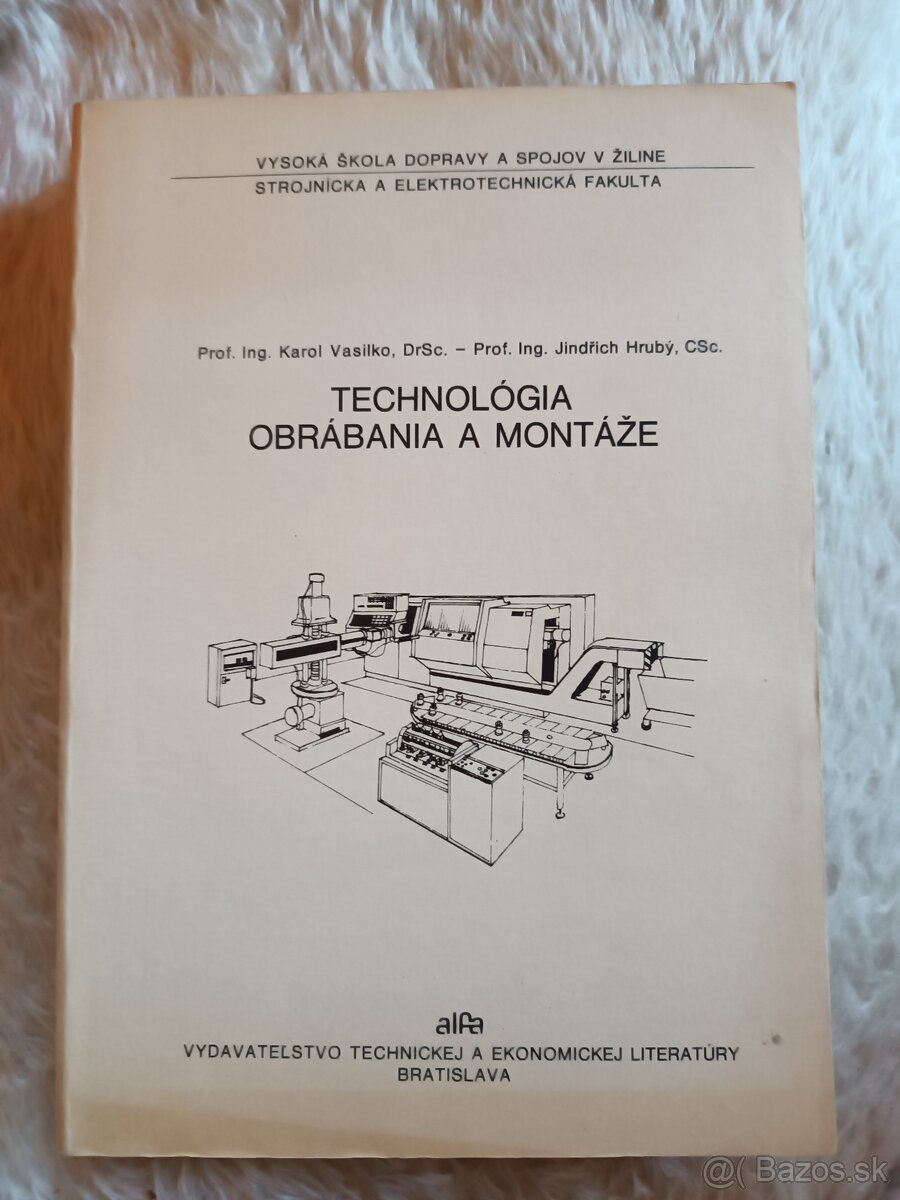 VYSOKÁ ŠKOLA DOPRAVY A SPOJOV V ŽILINE
STROJNÍCKA A ELEKTROTECHNICKÁ FAKULTA
Prof. Ing. Karol Vasilko, DrSc. – Prof. Ing. Jindřich Hrubý, CSc.
TECHNOLÓGIA
OBRÁBANIA A MONTÁŽE
alfa
VYDAVATEĽSTVO TECHNICKEJ A EKONOMICKEJ LITERATÚRY
BRATISLAVA
@( Bazos.sk